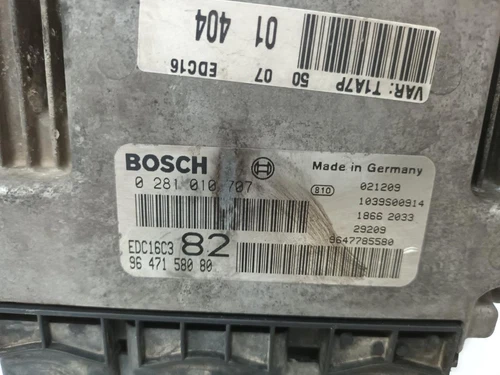 01 404
50 07 EDC16
VAR: T1A7P
BOSCH
Made in Germany
0 281 010 707
B10
021209
1039S00914
1866 2033
29209
9647785580
EDC16C3 82
96 471 580 80